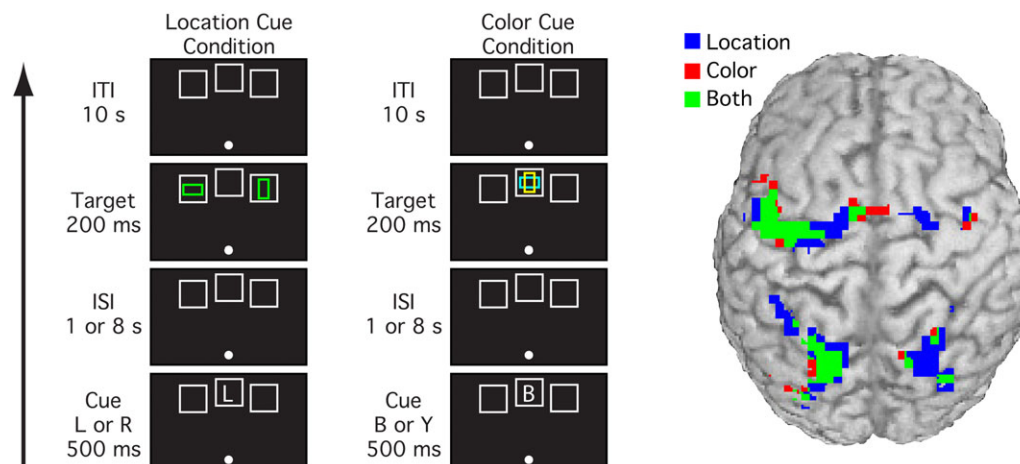 Location Cue
Condition
Color Cue
Condition
ITI
10 s
ITI
10 s
Target
200 ms
Target
200 ms
ISI
1 or 8 s
ISI
1 or 8 s
Cue
L or R
500 ms
L
Cue
B or Y
500 ms
B
Location
Color
Both